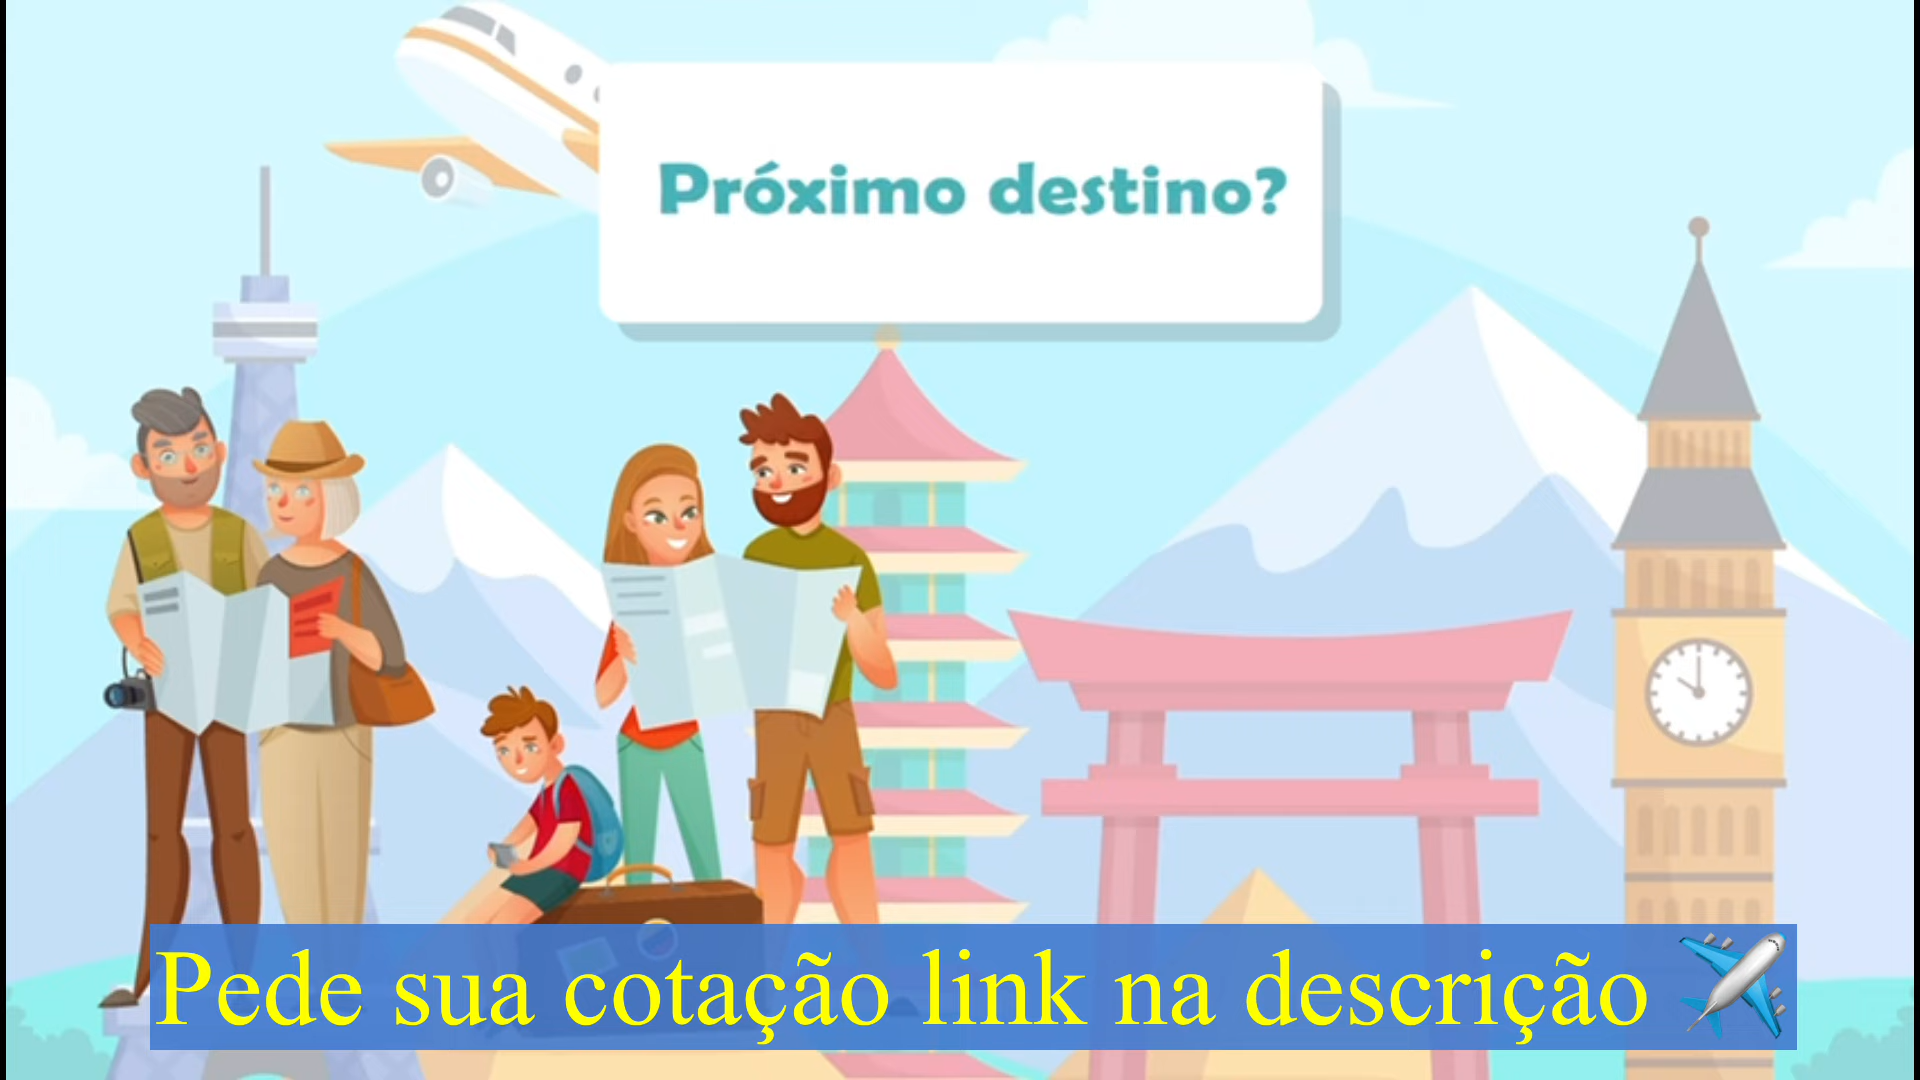 Próximo destino?
Pede sua cotação link na descrição ✈️